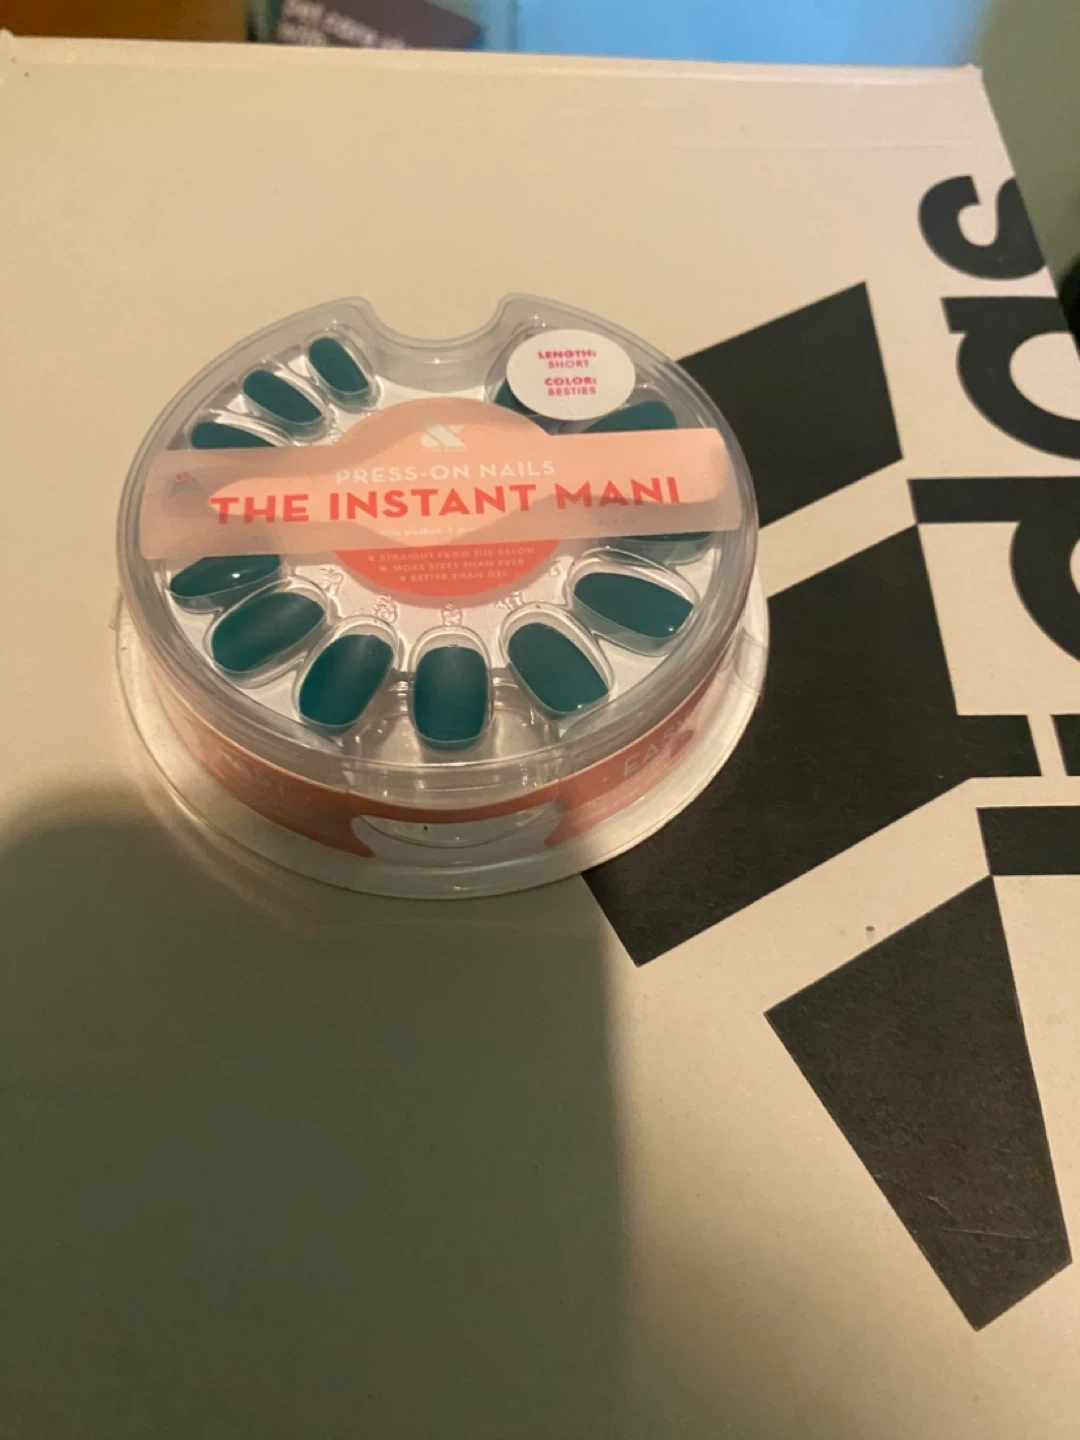 LENGTH:
SHORT
COLOR:
BESTIES
PRESS-ON NAILS
THE INSTANT MANI
★ STRAIGHT FROM THE SALON
★ MORE SIZES THAN EVER
★ BETTER THAN GEL
adidas